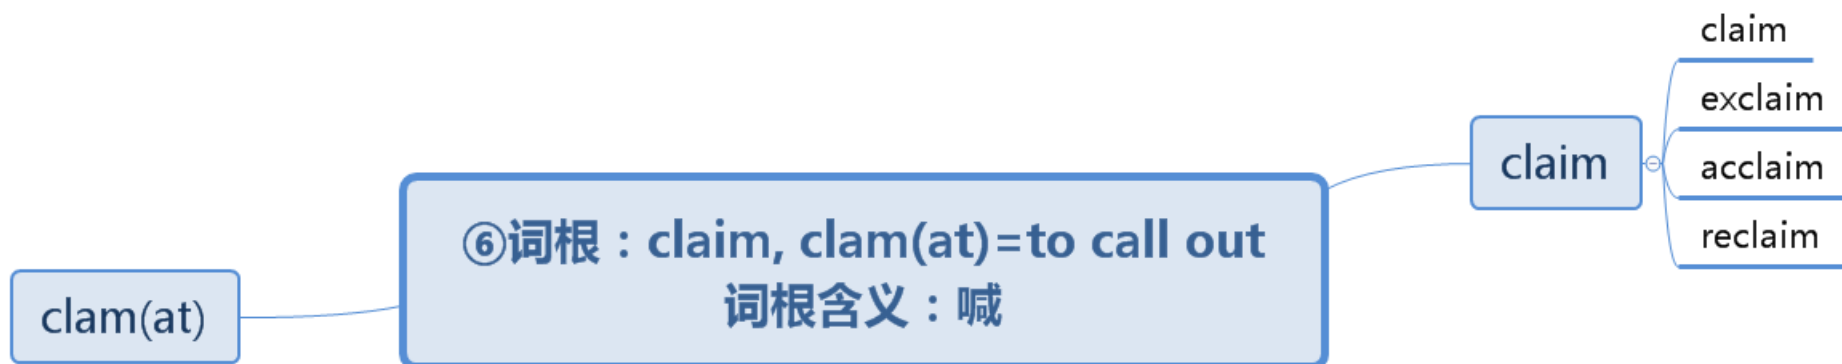 claim
exclaim
acclaim
reclaim
claim
⑥词根：claim, clam(at)=to call out
词根含义：喊
clam(at)